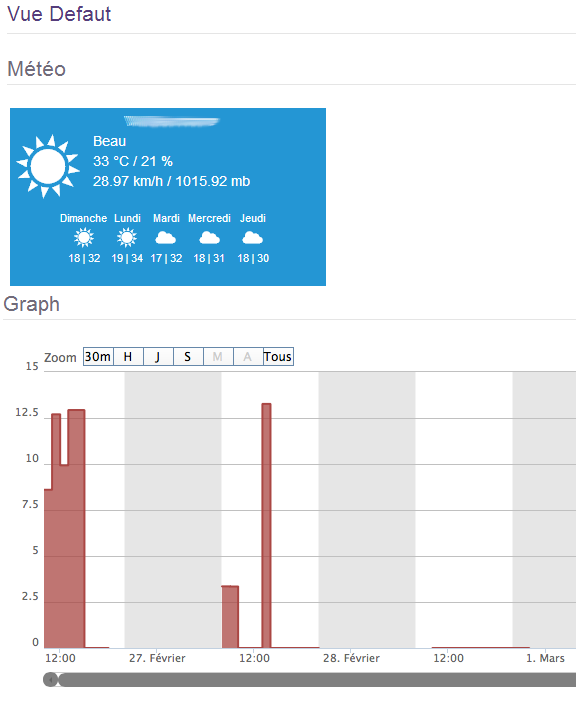 Vue Defaut
Météo
Beau
33 °C / 21 %
28.97 km/h / 1015.92 mb
Dimanche Lundi Mardi Mercredi Jeudi
18 | 32 19 | 34 17 | 32 18 | 31 18 | 30
Graph
Zoom 30m H J S M A Tous
15
12.5
10
7.5
5
2.5
0
12:00 27. Février 12:00 28. Février 12:00 1. Mars